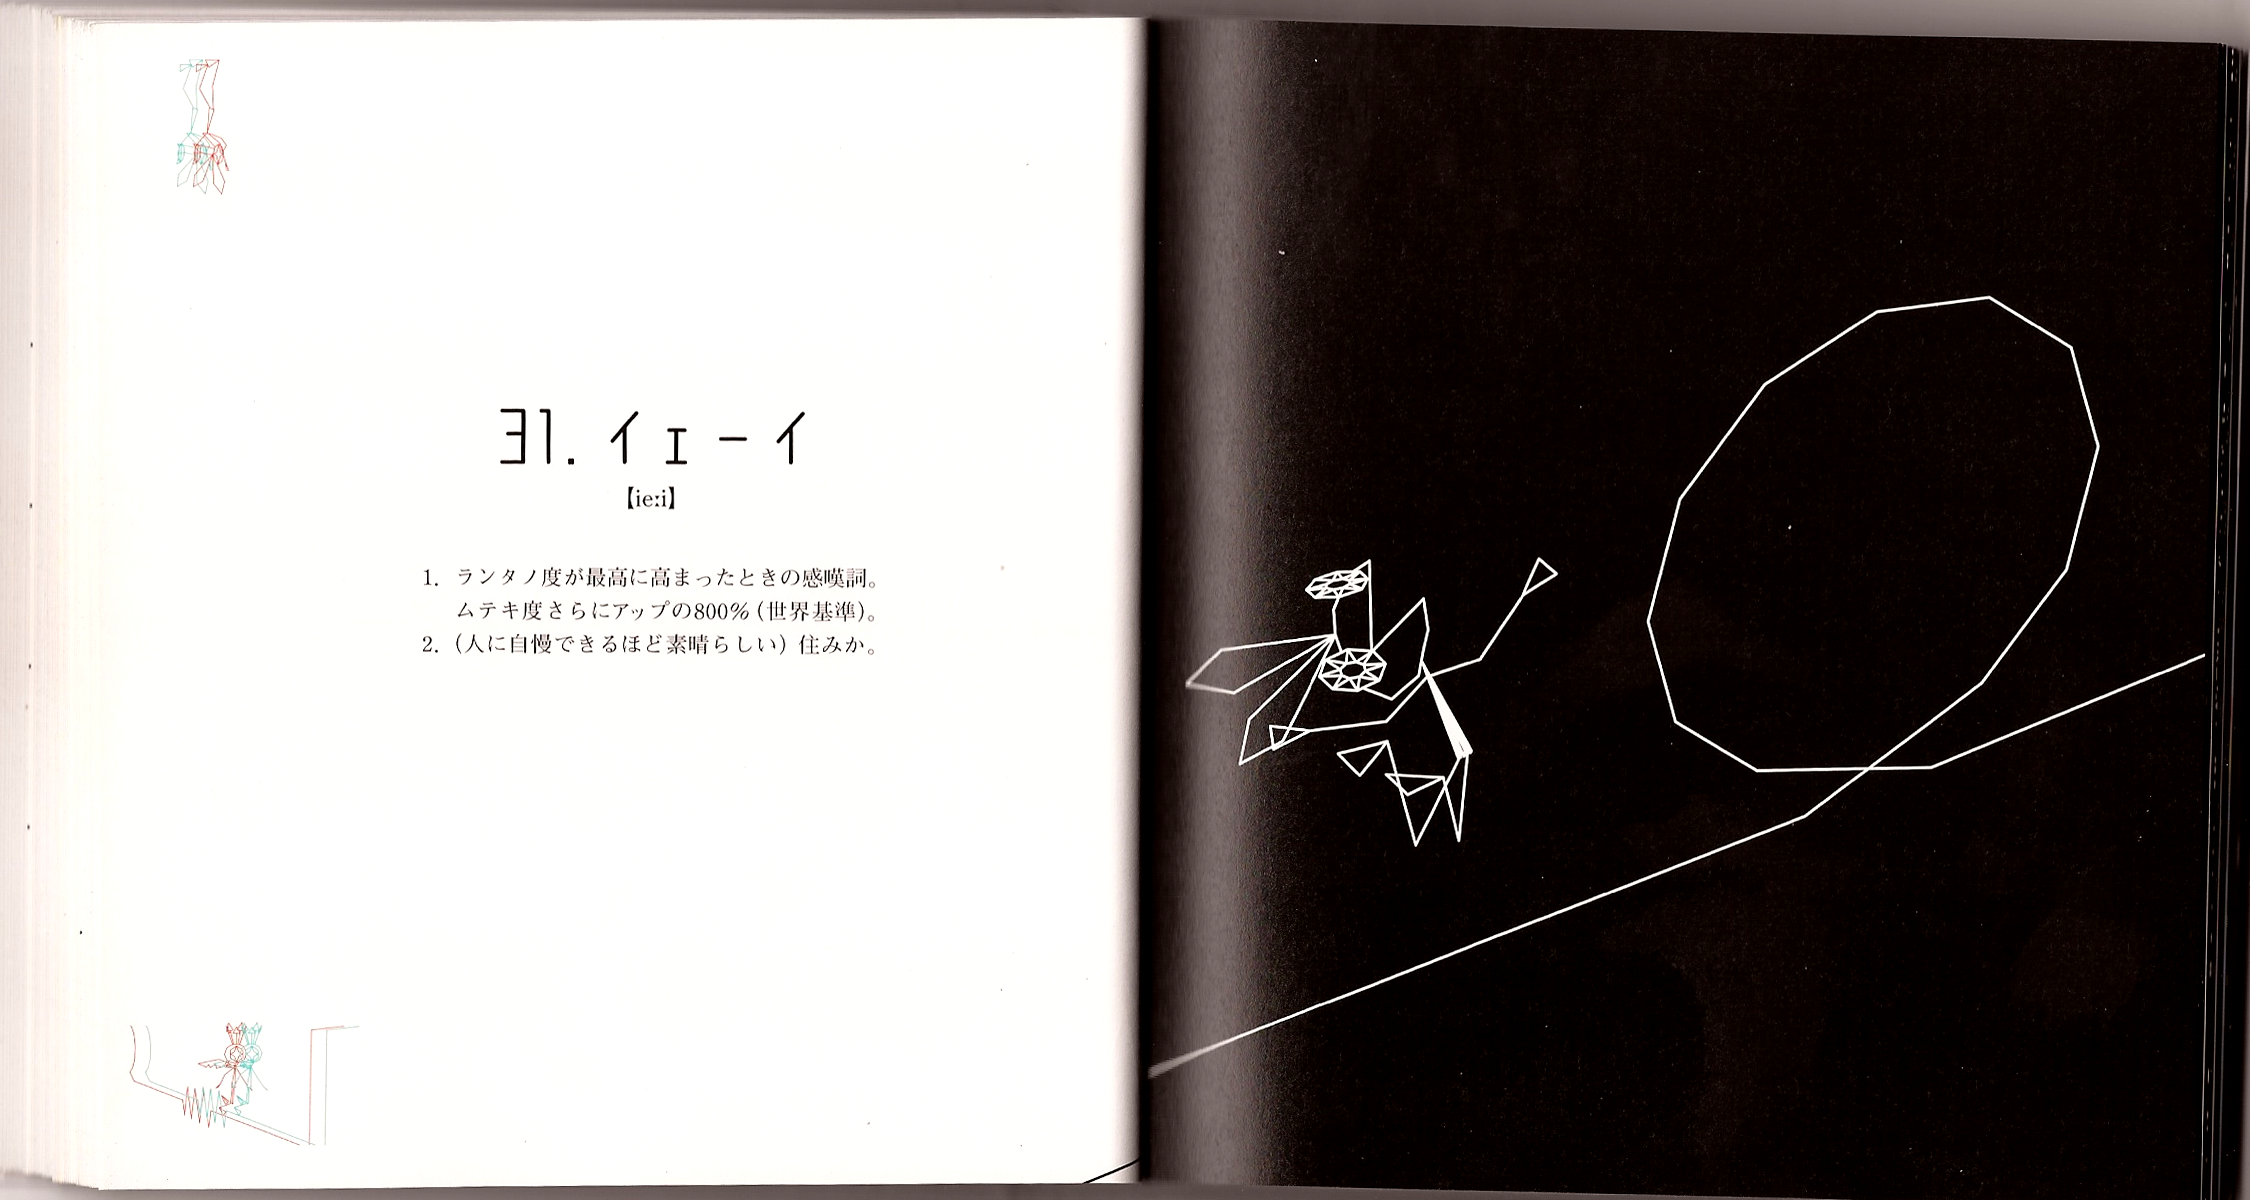 31. イェーイ
【ieːi】
1. ランタノ度が最高に高まったときの感嘆詞。
ムテキ度さらにアップの800%(世界基準)。
2. (人に自慢できるほど素晴らしい) 住みか。